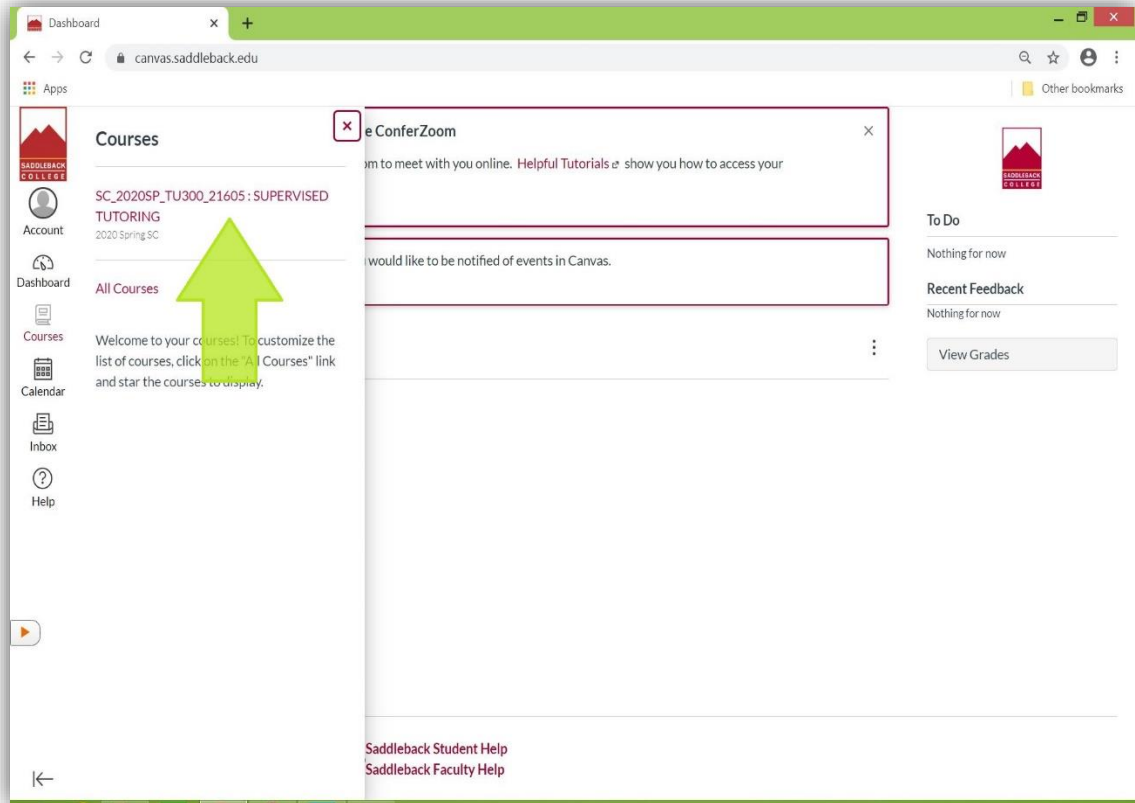 Dashboard
canvas.saddleback.edu
Apps
Other bookmarks
SADDLEBACK
COLLEGE
Account
Dashboard
Courses
Calendar
Inbox
Help
Courses
SC_2020SP_TU300_21605 : SUPERVISED
TUTORING
2020 Spring SC
All Courses
Welcome to your courses! To customize the
list of courses, click on the "All Courses" link
and star the courses to display.
e ConferZoom
om to meet with you online. Helpful Tutorials show you how to access your
would like to be notified of events in Canvas.
Saddleback Student Help
Saddleback Faculty Help
SADDLEBACK
COLLEGE
To Do
Nothing for now
Recent Feedback
Nothing for now
View Grades